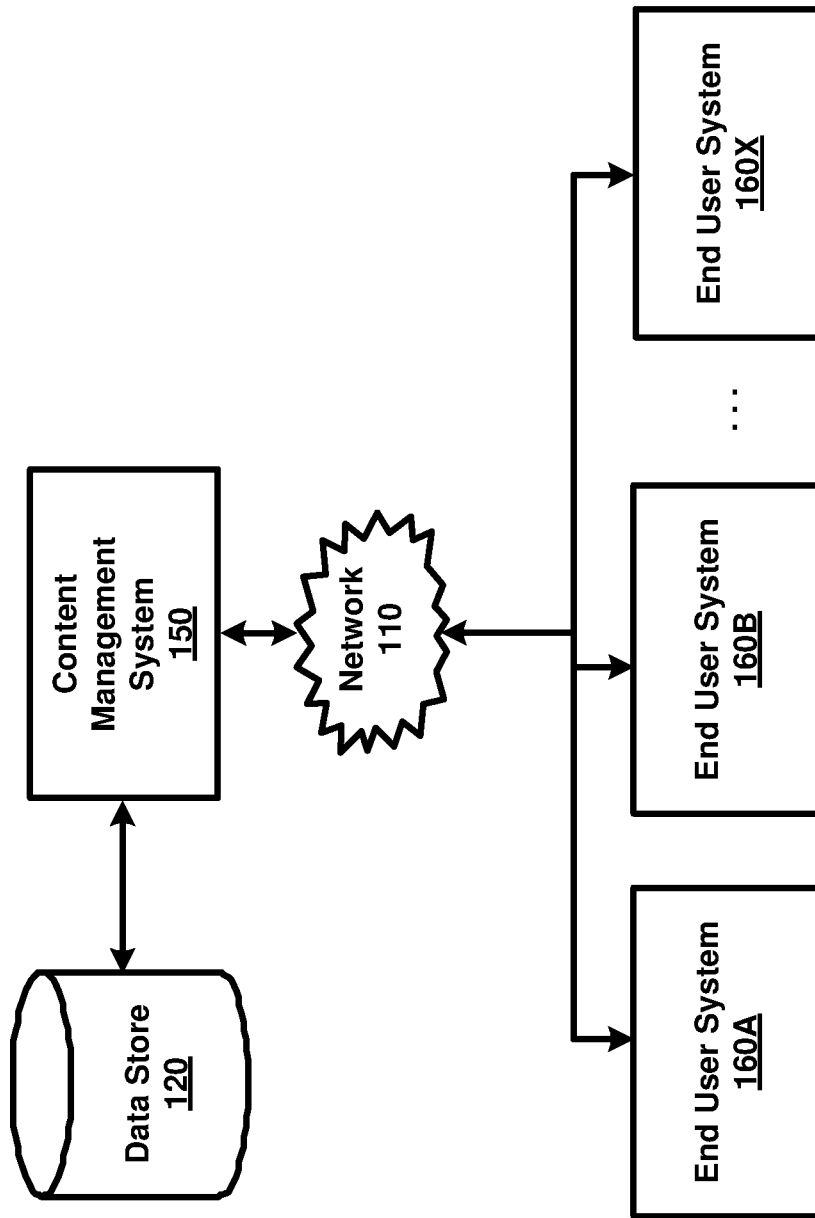 Data Store
120
Content
Management
System
150
Network
110
End User System
160A
End User System
160B
. . .
End User System
160X